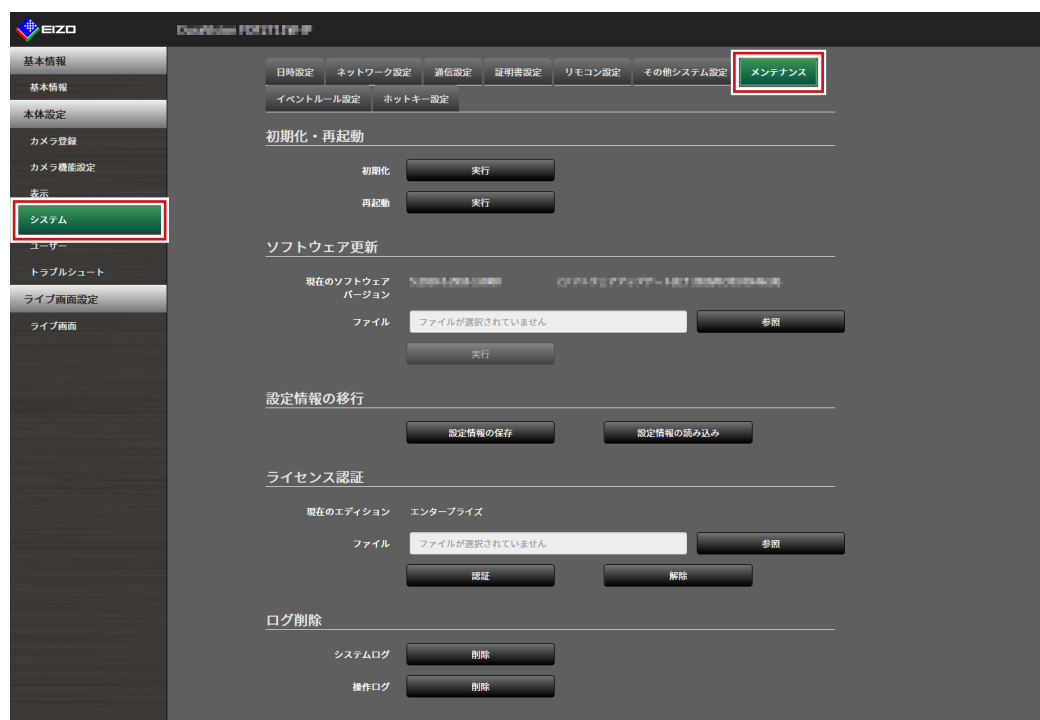 EIZO
基本情報
基本情報
本体設定
カメラ登録
カメラ機能設定
表示
システム
ユーザー
トラブルシュート
ライブ画面設定
ライブ画面
日時設定 ネットワーク設定 通信設定 証明書設定 リモコン設定 その他システム設定 メンテナンス
イベントルール設定 ホットキー設定
初期化・再起動
初期化 実行
再起動 実行
ソフトウェア更新
現在のソフトウェア
バージョン
ファイル ファイルが選択されていません 参照
実行
設定情報の移行
設定情報の保存 設定情報の読み込み
ライセンス認証
現在のエディション エンタープライズ
ファイル ファイルが選択されていません 参照
認証 解除
ログ削除
システムログ 削除
操作ログ 削除